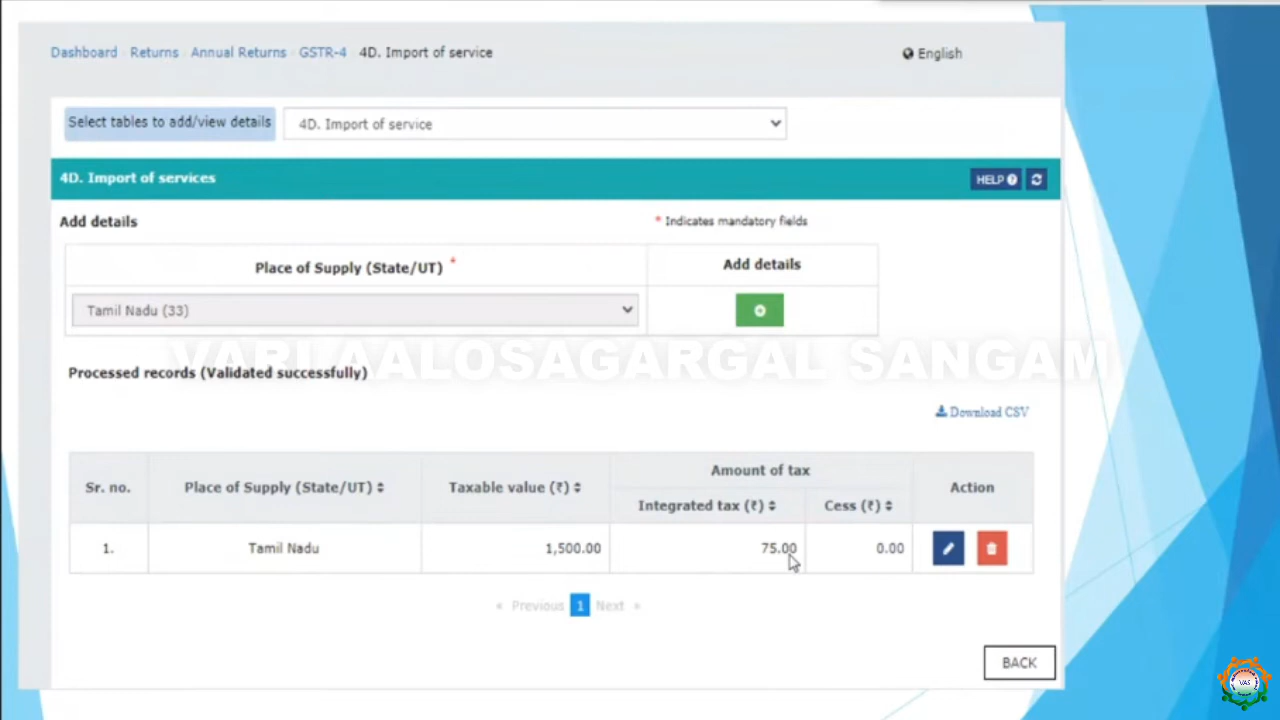 Dashboard Returns Annual Returns GSTR-4 4D. Import of service
English
Select tables to add/view details
4D. Import of service
4D. Import of services
HELP
Add details
* Indicates mandatory fields
Place of Supply (State/UT) *
Add details
Tamil Nadu (33)
VARI AALOSAGARGAL SANGAM
Processed records (Validated successfully)
Download CSV
Sr. no. Place of Supply (State/UT) Taxable value (₹) Amount of tax Action
Integrated tax (₹) Cess (₹)
1. Tamil Nadu 1,500.00 75.00 0.00
« Previous 1 Next »
BACK
VAS